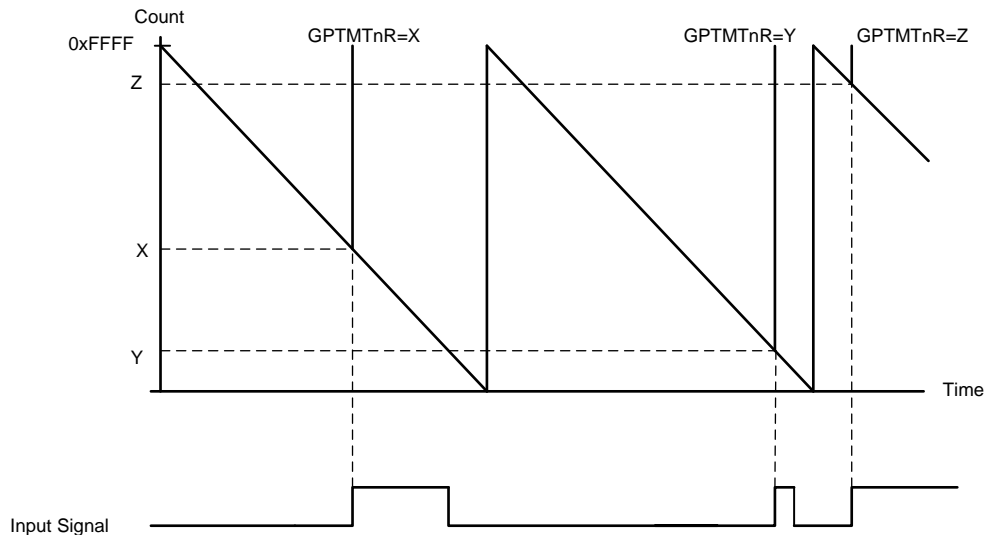 Count
0xFFFF
GPTMTnR=X
GPTMTnR=Y
GPTMTnR=Z
Z
X
Y
Time
Input Signal